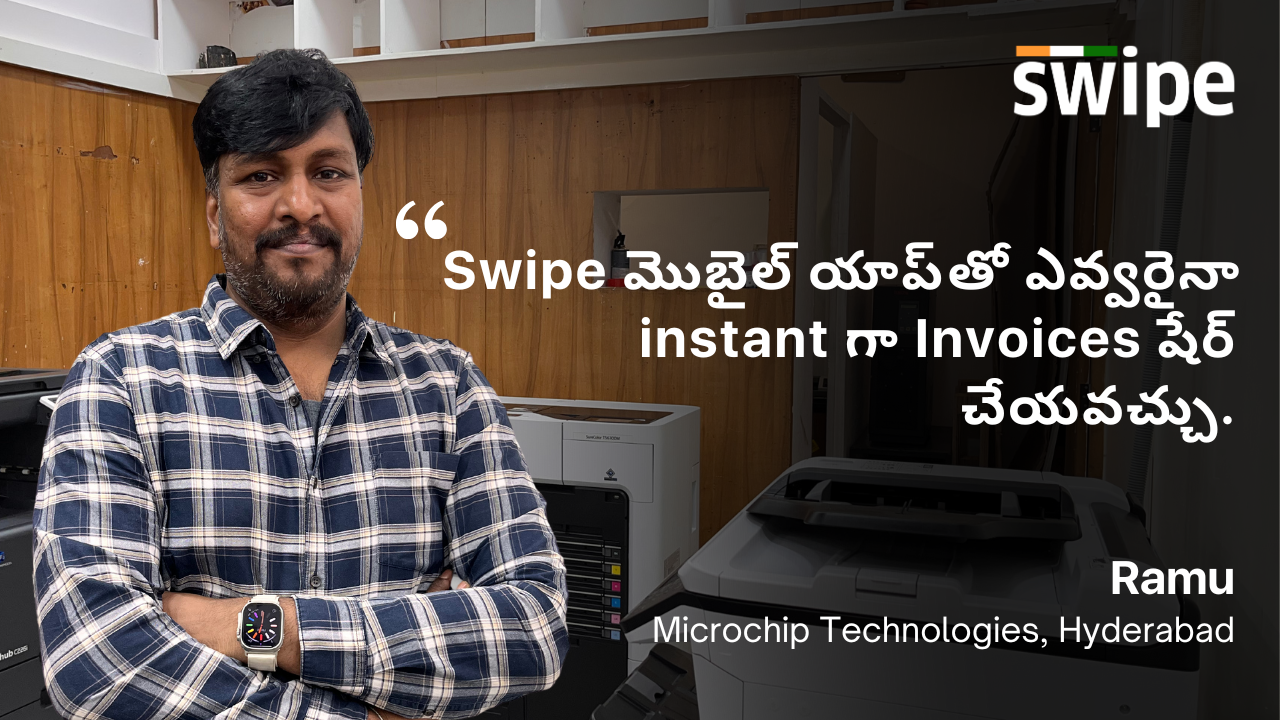 swipe
“
Swipe మొబైల్ యాప్‌తో ఎవ్వరైనా
instant గా Invoices షేర్
చేయవచ్చు.
Ramu
Microchip Technologies, Hyderabad